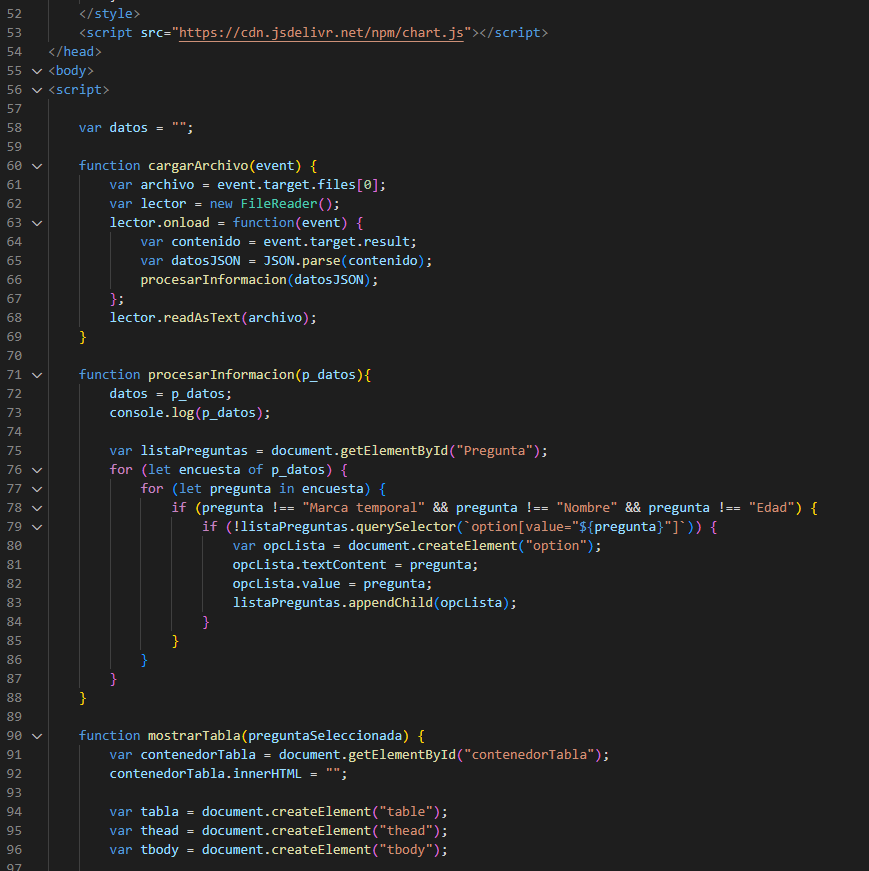 52 </style>
53 <script src="https://cdn.jsdelivr.net/npm/chart.js"></script>
54 </head>
55 <body>
56 <script>
57
58 var datos = "";
59
60 function cargarArchivo(event) {
61 var archivo = event.target.files[0];
62 var lector = new FileReader();
63 lector.onload = function(event) {
64 var contenido = event.target.result;
65 var datosJSON = JSON.parse(contenido);
66 procesarInformacion(datosJSON);
67 };
68 lector.readAsText(archivo);
69 }
70
71 function procesarInformacion(p_datos){
72 datos = p_datos;
73 console.log(p_datos);
74
75 var listaPreguntas = document.getElementById("Pregunta");
76 for (let encuesta of p_datos) {
77 for (let pregunta in encuesta) {
78 if (pregunta !== "Marca temporal" && pregunta !== "Nombre" && pregunta !== "Edad") {
79 if (!listaPreguntas.querySelector(`option[value="${pregunta}"]`)) {
80 var opcLista = document.createElement("option");
81 opcLista.textContent = pregunta;
82 opcLista.value = pregunta;
83 listaPreguntas.appendChild(opcLista);
84 }
85 }
86 }
87 }
88 }
89
90 function mostrarTabla(preguntaSeleccionada) {
91 var contenedorTabla = document.getElementById("contenedorTabla");
92 contenedorTabla.innerHTML = "";
93
94 var tabla = document.createElement("table");
95 var thead = document.createElement("thead");
96 var tbody = document.createElement("tbody");
97